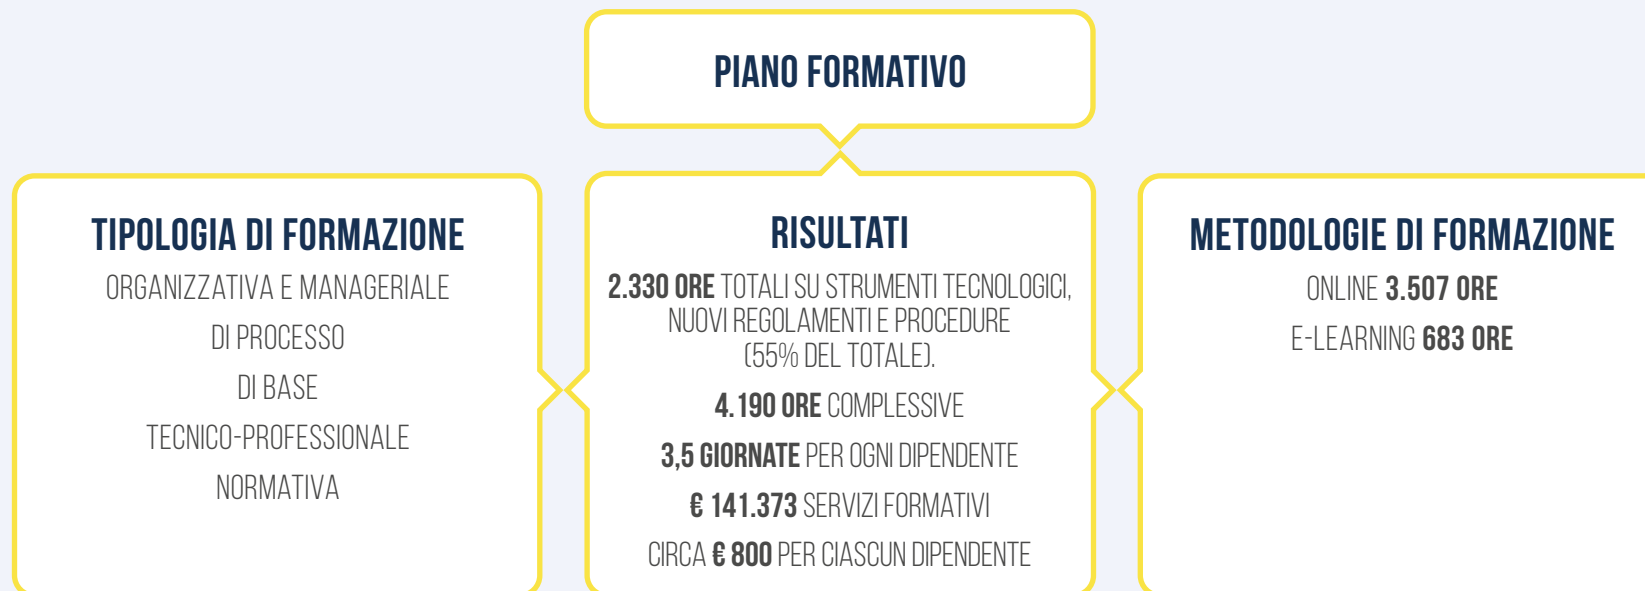 PIANO FORMATIVO
TIPOLOGIA DI FORMAZIONE
ORGANIZZATIVA E MANAGERIALE
DI PROCESSO
DI BASE
TECNICO-PROFESSIONALE
NORMATIVA
RISULTATI
2.330 ORE TOTALI SU STRUMENTI TECNOLOGICI,
NUOVI REGOLAMENTI E PROCEDURE
(55% DEL TOTALE).
4.190 ORE COMPLESSIVE
3,5 GIORNATE PER OGNI DIPENDENTE
€ 141.373 SERVIZI FORMATIVI
CIRCA € 800 PER CIASCUN DIPENDENTE
METODOLOGIE DI FORMAZIONE
ONLINE 3.507 ORE
E-LEARNING 683 ORE